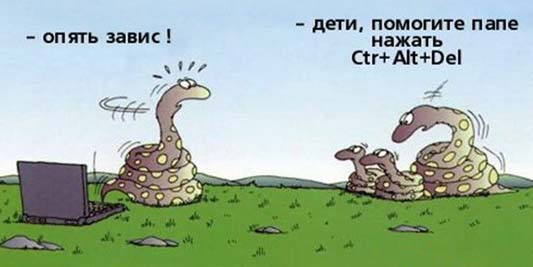 – опять завис !
– дети, помогите папе
нажать
Ctr+Alt+Del